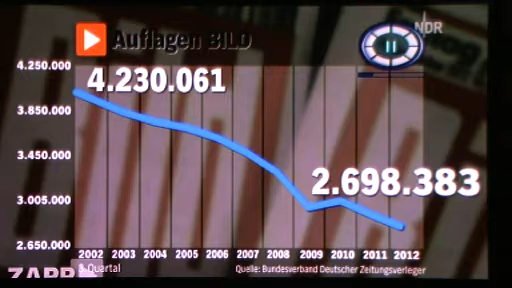 Auflagen BILD
NDR
4.250.000
4.230.061
3.850.000
3.450.000
2.698.383
3.005.000
2.650.000
2002 2003 2004 2005 2006 2007 2008 2009 2010 2011 2012
ZAPP
Quartal
Quelle: Bundesverband Deutscher Zeitungsverleger